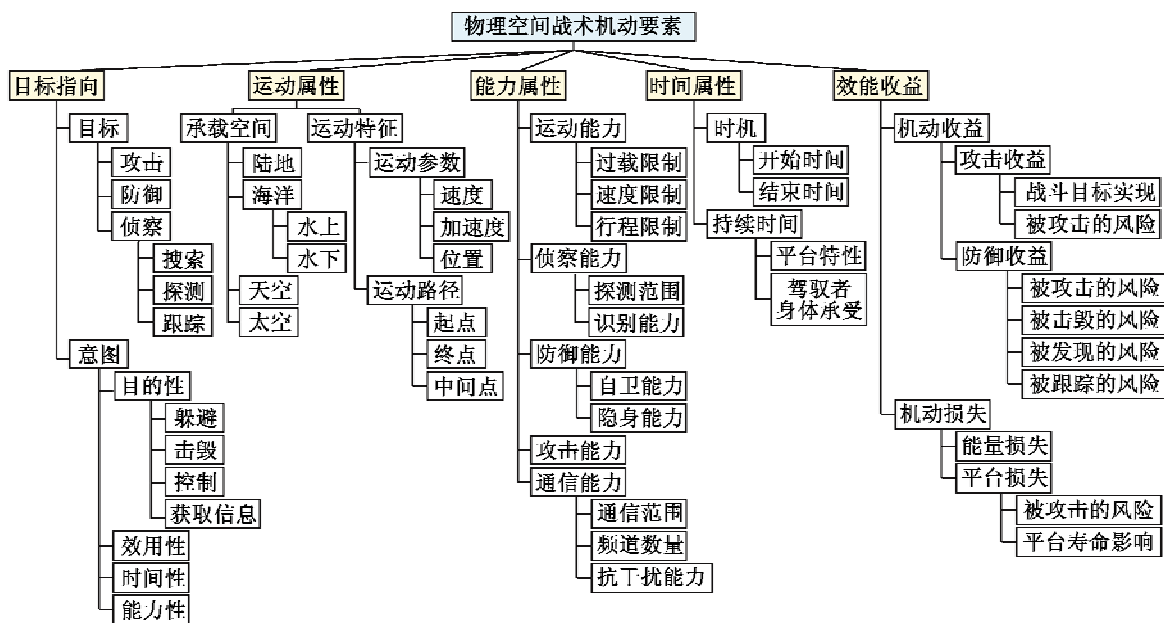 物理空间战术机动要素
目标指向
目标
攻击
防御
侦察
搜索
探测
跟踪
意图
目的性
躲避
击毁
控制
获取信息
效用性
时间性
能力性
运动属性
承载空间
陆地
海洋
水上
水下
天空
太空
运动特征
运动参数
速度
加速度
位置
运动路径
起点
终点
中间点
能力属性
运动能力
过载限制
速度限制
行程限制
侦察能力
探测范围
识别能力
防御能力
自卫能力
隐身能力
攻击能力
通信能力
通信范围
频道数量
抗干扰能力
时间属性
时机
开始时间
结束时间
持续时间
平台特性
驾驭者
身体承受
效能收益
机动收益
攻击收益
战斗目标实现
被攻击的风险
防御收益
被攻击的风险
被击毁的风险
被发现的风险
被跟踪的风险
机动损失
能量损失
平台损失
被攻击的风险
平台寿命影响